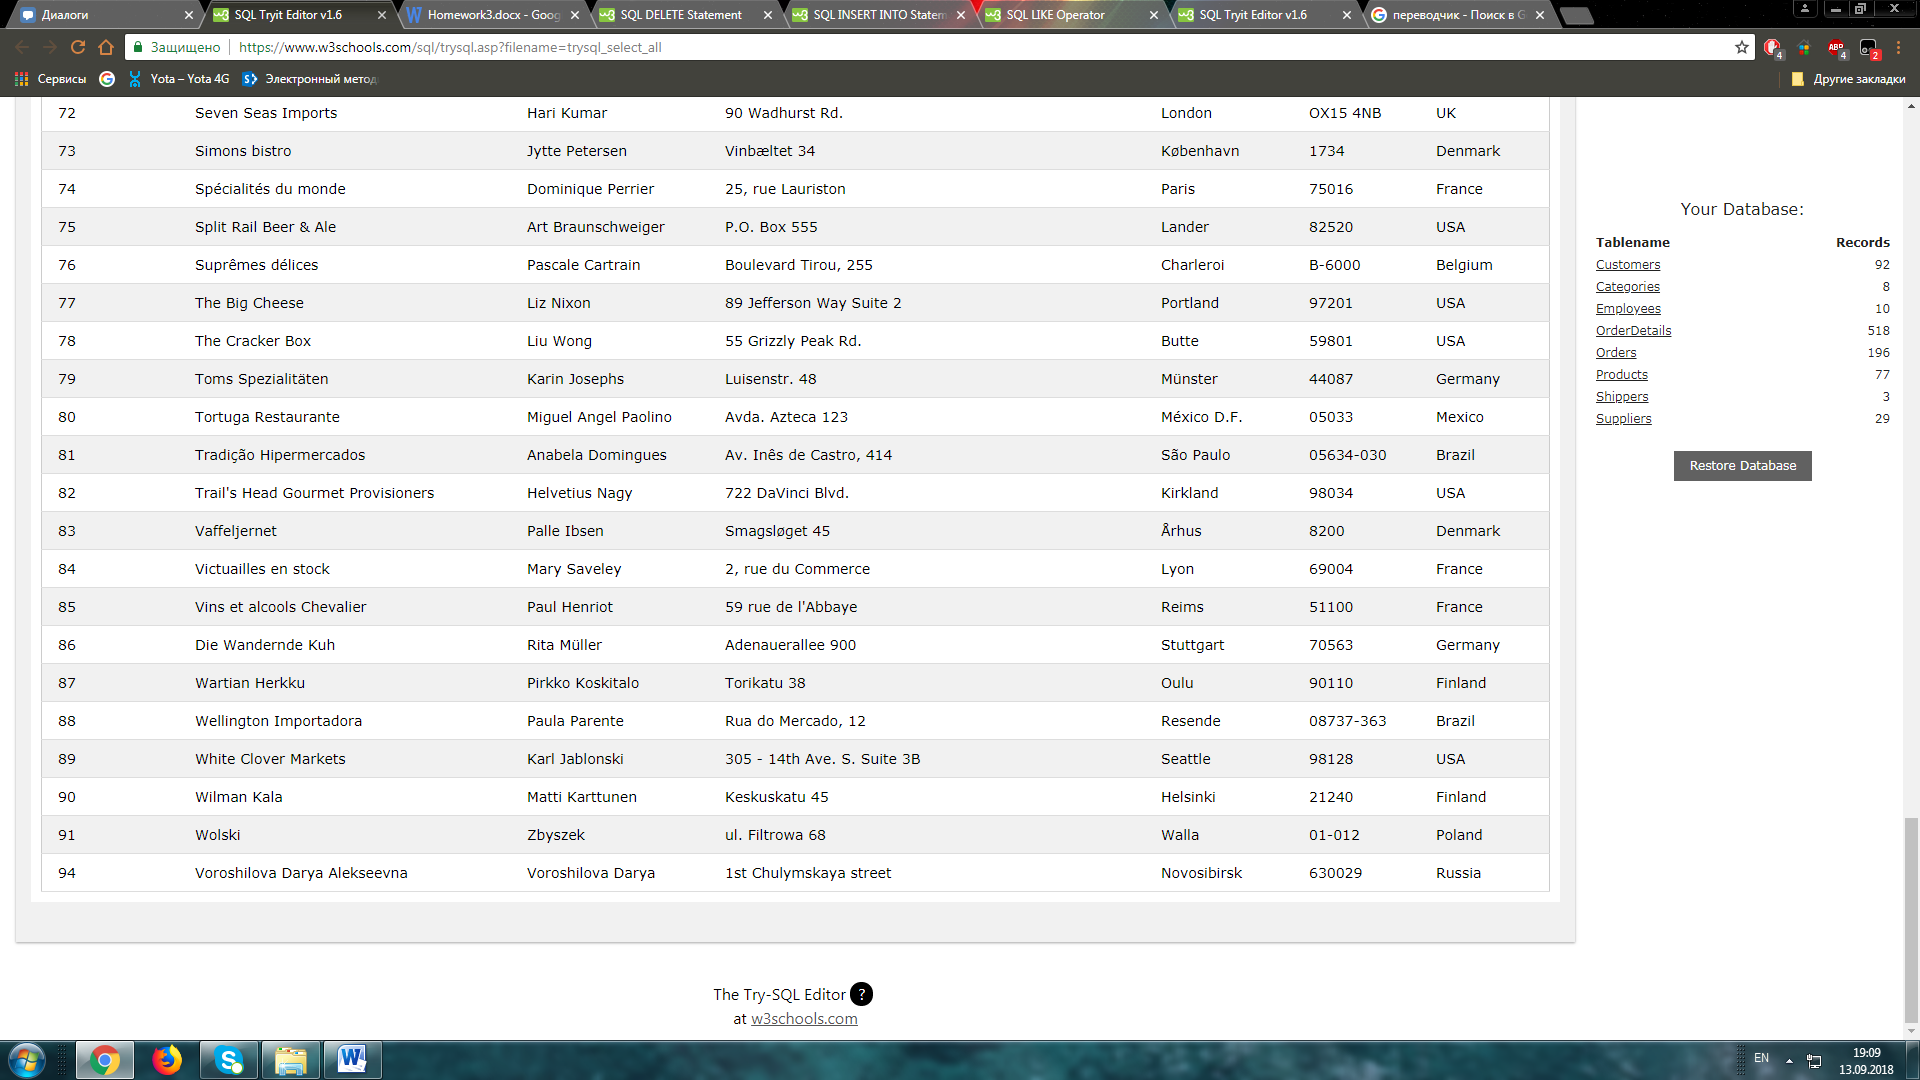 Диалоги
SQL Tryit Editor v1.6
Homework3.docx - Goog
SQL DELETE Statement
SQL INSERT INTO Statem
SQL LIKE Operator
SQL Tryit Editor v1.6
переводчик - Поиск в G
Защищено https://www.w3schools.com/sql/trysql.asp?filename=trysql_select_all
4 ABP 4 2
Сервисы G Yota – Yota 4G Электронный метод Другие закладки
72 Seven Seas Imports Hari Kumar 90 Wadhurst Rd. London OX15 4NB UK
73 Simons bistro Jytte Petersen Vinbæltet 34 København 1734 Denmark
74 Spécialités du monde Dominique Perrier 25, rue Lauriston Paris 75016 France
75 Split Rail Beer & Ale Art Braunschweiger P.O. Box 555 Lander 82520 USA
76 Suprêmes délices Pascale Cartrain Boulevard Tirou, 255 Charleroi B-6000 Belgium
77 The Big Cheese Liz Nixon 89 Jefferson Way Suite 2 Portland 97201 USA
78 The Cracker Box Liu Wong 55 Grizzly Peak Rd. Butte 59801 USA
79 Toms Spezialitäten Karin Josephs Luisenstr. 48 Münster 44087 Germany
80 Tortuga Restaurante Miguel Angel Paolino Avda. Azteca 123 México D.F. 05033 Mexico
81 Tradição Hipermercados Anabela Domingues Av. Inês de Castro, 414 São Paulo 05634-030 Brazil
82 Trail's Head Gourmet Provisioners Helvetius Nagy 722 DaVinci Blvd. Kirkland 98034 USA
83 Vaffeljernet Palle Ibsen Smagsløget 45 Århus 8200 Denmark
84 Victuailles en stock Mary Saveley 2, rue du Commerce Lyon 69004 France
85 Vins et alcools Chevalier Paul Henriot 59 rue de l'Abbaye Reims 51100 France
86 Die Wandernde Kuh Rita Müller Adenauerallee 900 Stuttgart 70563 Germany
87 Wartian Herkku Pirkko Koskitalo Torikatu 38 Oulu 90110 Finland
88 Wellington Importadora Paula Parente Rua do Mercado, 12 Resende 08737-363 Brazil
89 White Clover Markets Karl Jablonski 305 - 14th Ave. S. Suite 3B Seattle 98128 USA
90 Wilman Kala Matti Karttunen Keskuskatu 45 Helsinki 21240 Finland
91 Wolski Zbyszek ul. Filtrowa 68 Walla 01-012 Poland
94 Voroshilova Darya Alekseevna Voroshilova Darya 1st Chulymskaya street Novosibirsk 630029 Russia
Your Database:
Tablename Records
Customers 92
Categories 8
Employees 10
OrderDetails 518
Orders 196
Products 77
Shippers 3
Suppliers 29
Restore Database
The Try-SQL Editor ?
at w3schools.com
EN
19:09
13.09.2018